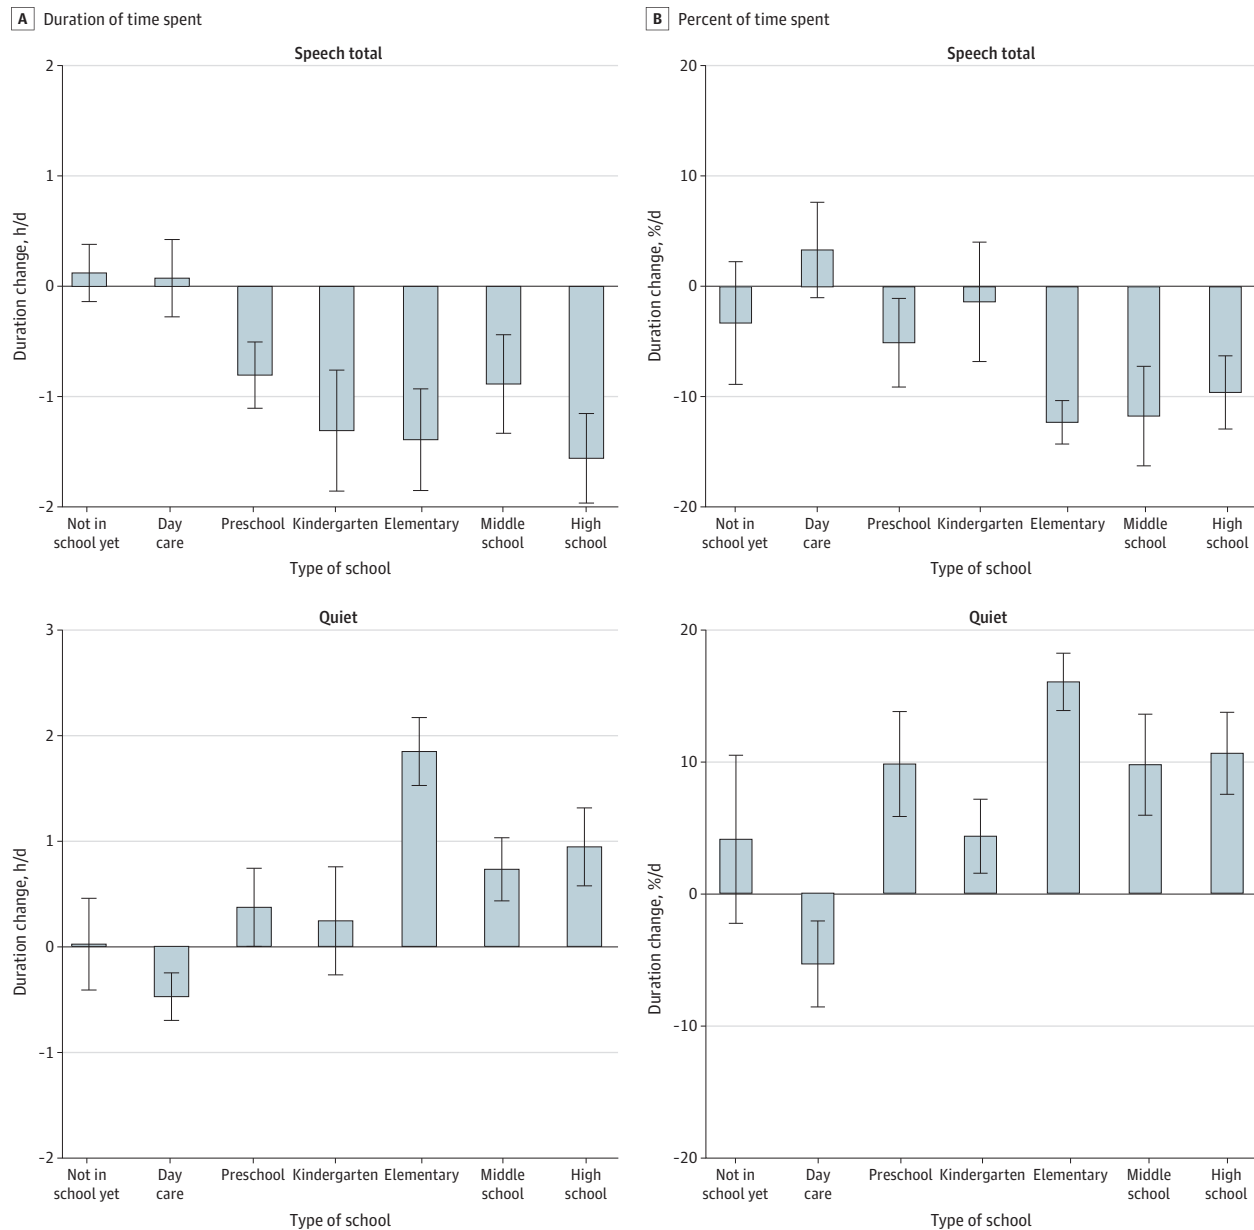 A Duration of time spent
Speech total
2
1
0
-1
-2
Duration change, h/d
Not in school yet
Day care
Preschool
Kindergarten
Elementary
Middle school
High school
Type of school
Quiet
3
2
1
0
-1
-2
Duration change, h/d
Not in school yet
Day care
Preschool
Kindergarten
Elementary
Middle school
High school
Type of school
B Percent of time spent
Speech total
20
10
0
-10
-20
Duration change, %/d
Not in school yet
Day care
Preschool
Kindergarten
Elementary
Middle school
High school
Type of school
Quiet
20
10
0
-10
-20
Duration change, %/d
Not in school yet
Day care
Preschool
Kindergarten
Elementary
Middle school
High school
Type of school